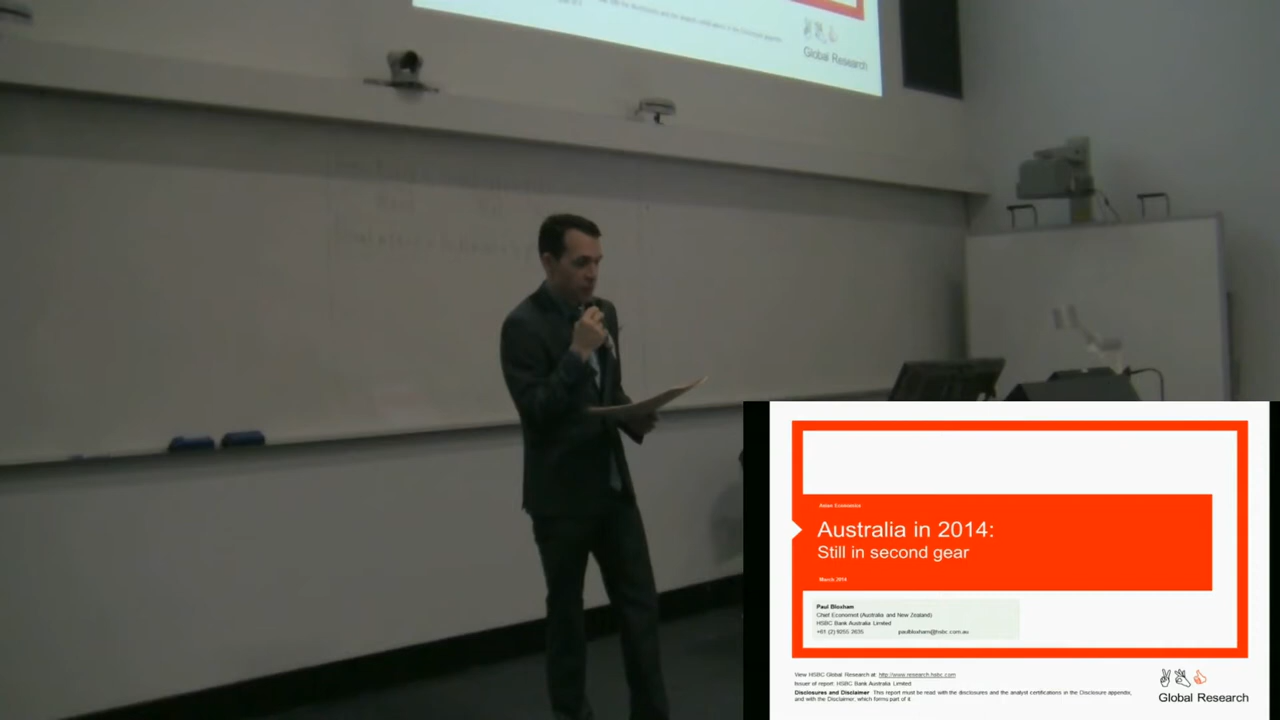 Global Research
Asian Economics
Australia in 2014:
Still in second gear
March 2014
Paul Bloxham
Chief Economist (Australia and New Zealand)
HSBC Bank Australia Limited
+61 (2) 9255 2635 paulbloxham@hsbc.com.au
View HSBC Global Research at: http://www.research.hsbc.com
Issuer of report: HSBC Bank Australia Limited
Disclosures and Disclaimer This report must be read with the disclosures and the analyst certifications in the Disclosure appendix,
and with the Disclaimer, which forms part of it
Global Research